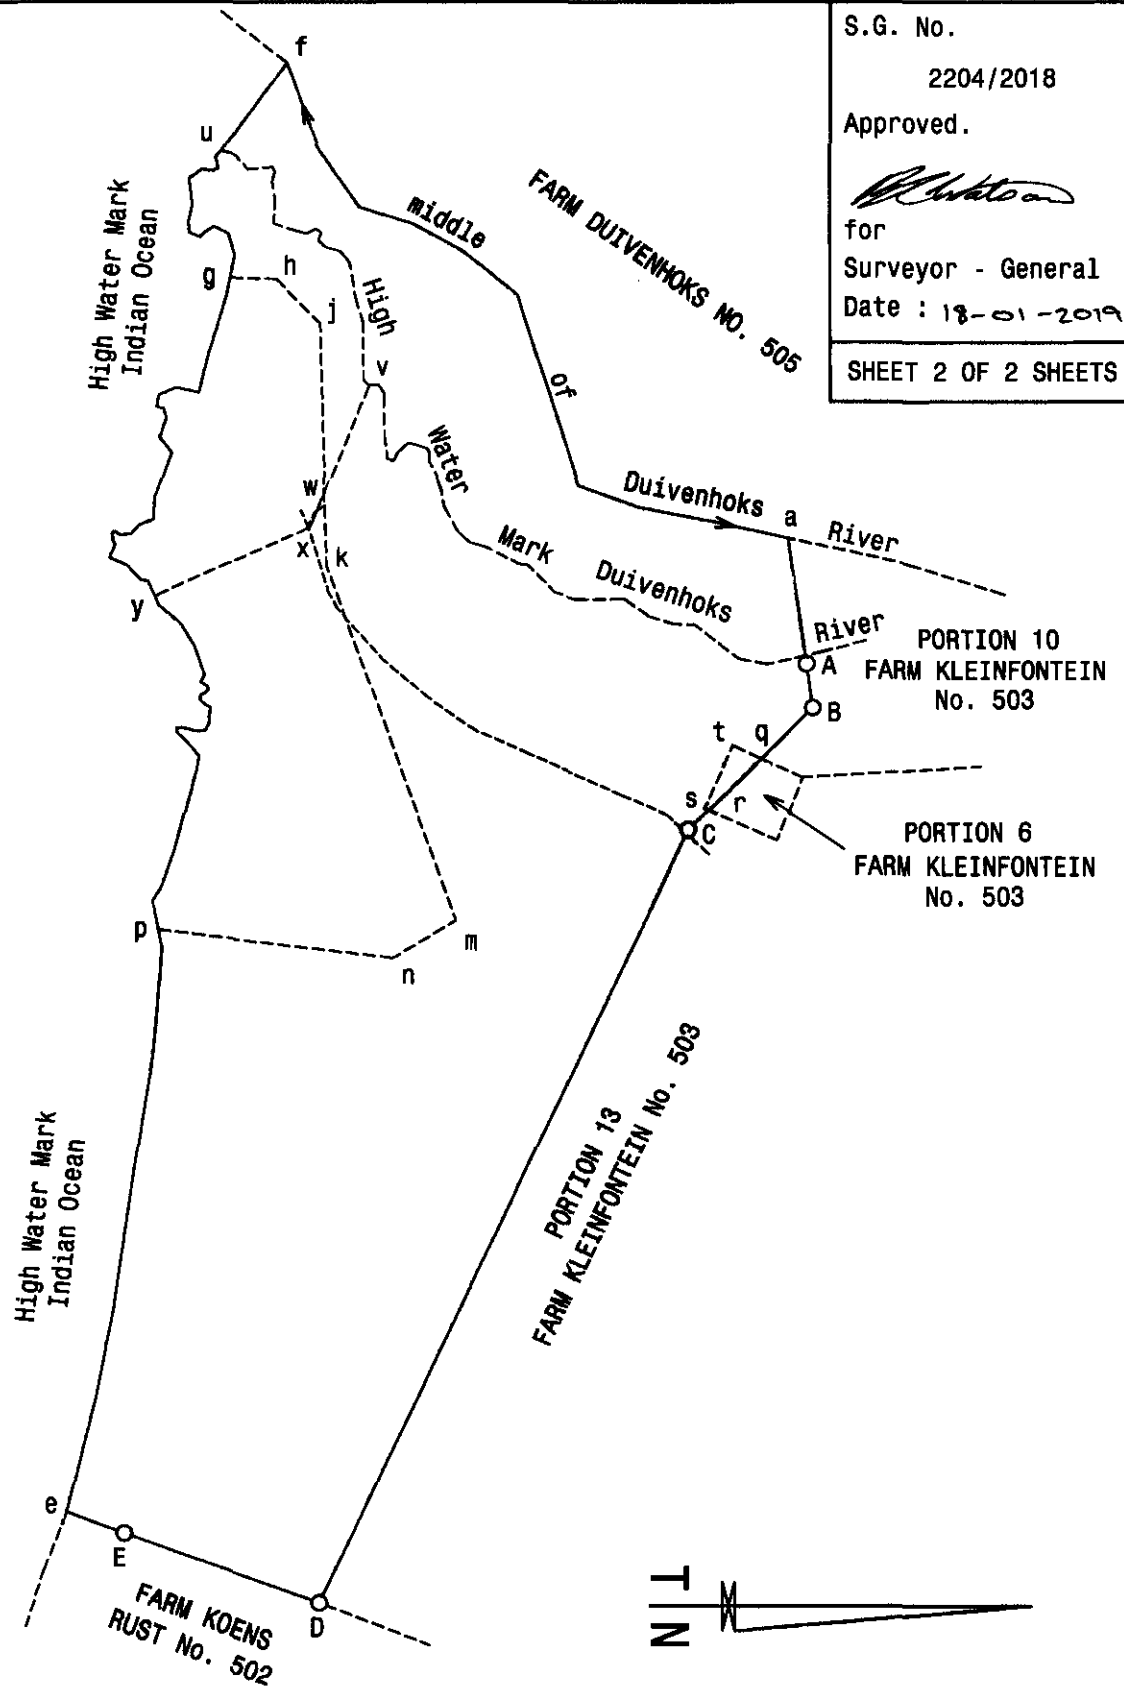 S.G. No.
2204/2018
Approved.
for
Surveyor - General
Date : 18-01-2019
SHEET 2 OF 2 SHEETS
f
u
High Water Mark
Indian Ocean
g
h
j
High
v
middle
of
FARM DUIVENHOKS NO. 505
Water
w
x
k
y
Mark
Duivenhoks
a
River
Duivenhoks
River
A
PORTION 10
FARM KLEINFONTEIN
No. 503
B
t
q
s
r
C
PORTION 6
FARM KLEINFONTEIN
No. 503
p
m
n
PORTION 13
FARM KLEINFONTEIN No. 503
High Water Mark
Indian Ocean
e
E
D
FARM KOENS
RUST No. 502
T
N